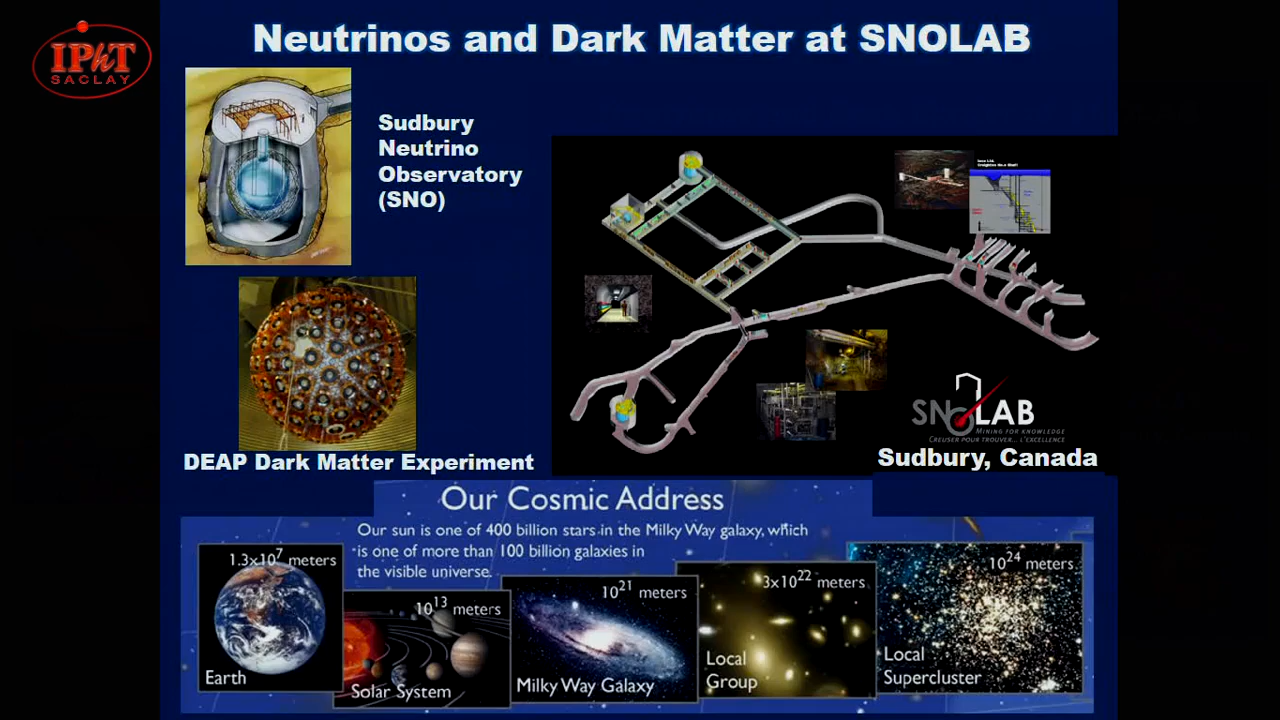 IPhT
SACLAY
Neutrinos and Dark Matter at SNOLAB
Sudbury
Neutrino
Observatory
(SNO)
DEAP Dark Matter Experiment
SNOLAB
MINING FOR KNOWLEDGE
CREUSER POUR TROUVER... L'EXCELLENCE
Sudbury, Canada
Our Cosmic Address
Our sun is one of 400 billion stars in the Milky Way galaxy, which
is one of more than 100 billion galaxies in
the visible universe.
1.3x10⁷ meters
Earth
10¹³ meters
Solar System
10²¹ meters
Milky Way Galaxy
3x10²² meters
Local
Group
10²⁴ meters
Local
Supercluster